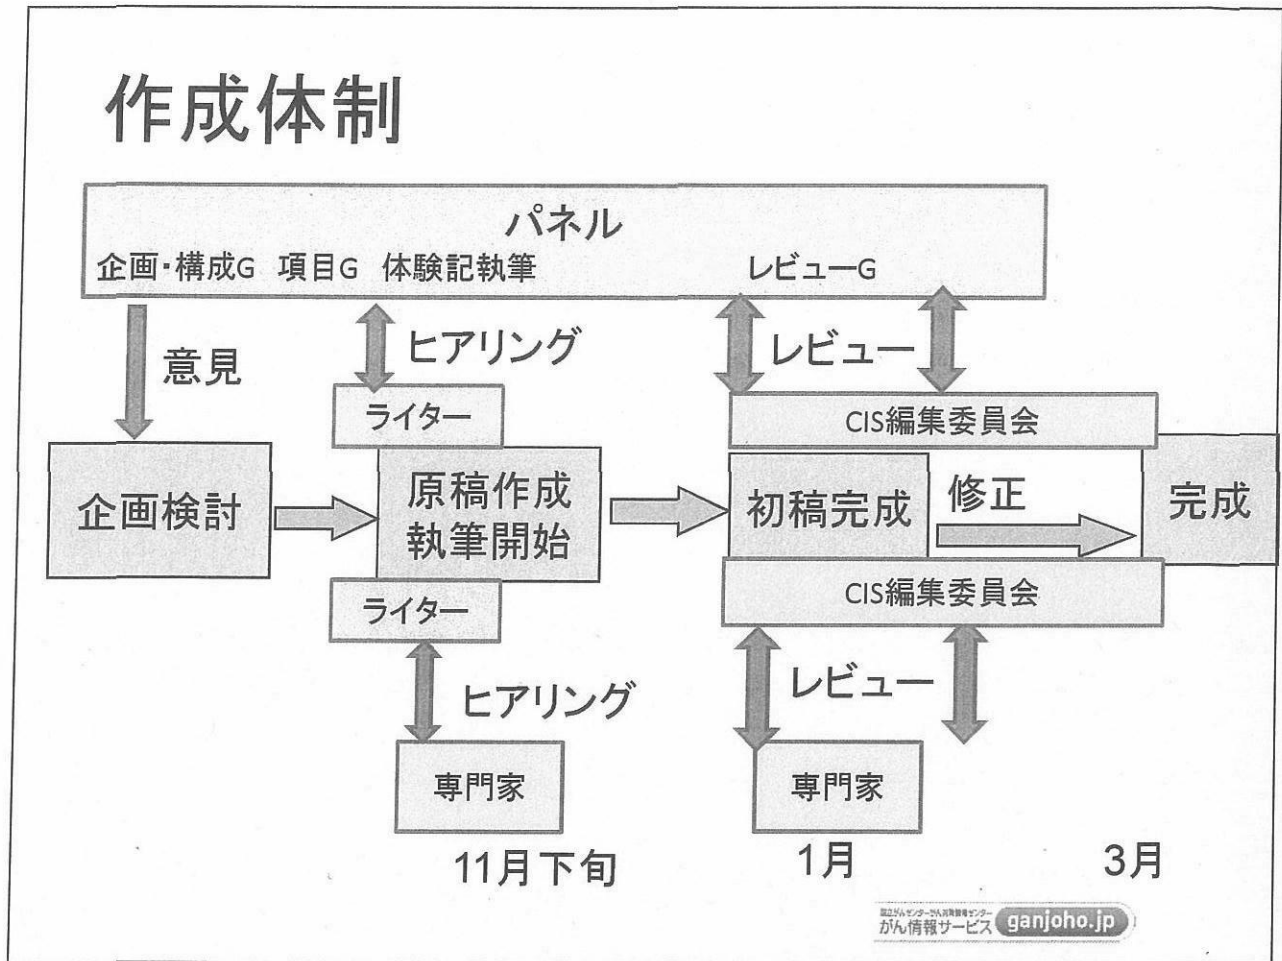 作成体制
パネル
企画・構成G 項目G 体験記執筆 レビューG
意見
ヒアリング
レビュー
ライター
CIS編集委員会
企画検討
原稿作成
執筆開始
初稿完成
修正
完成
ライター
CIS編集委員会
ヒアリング
レビュー
専門家
専門家
11月下旬
1月
3月
がん情報サービス ganjoho.jp